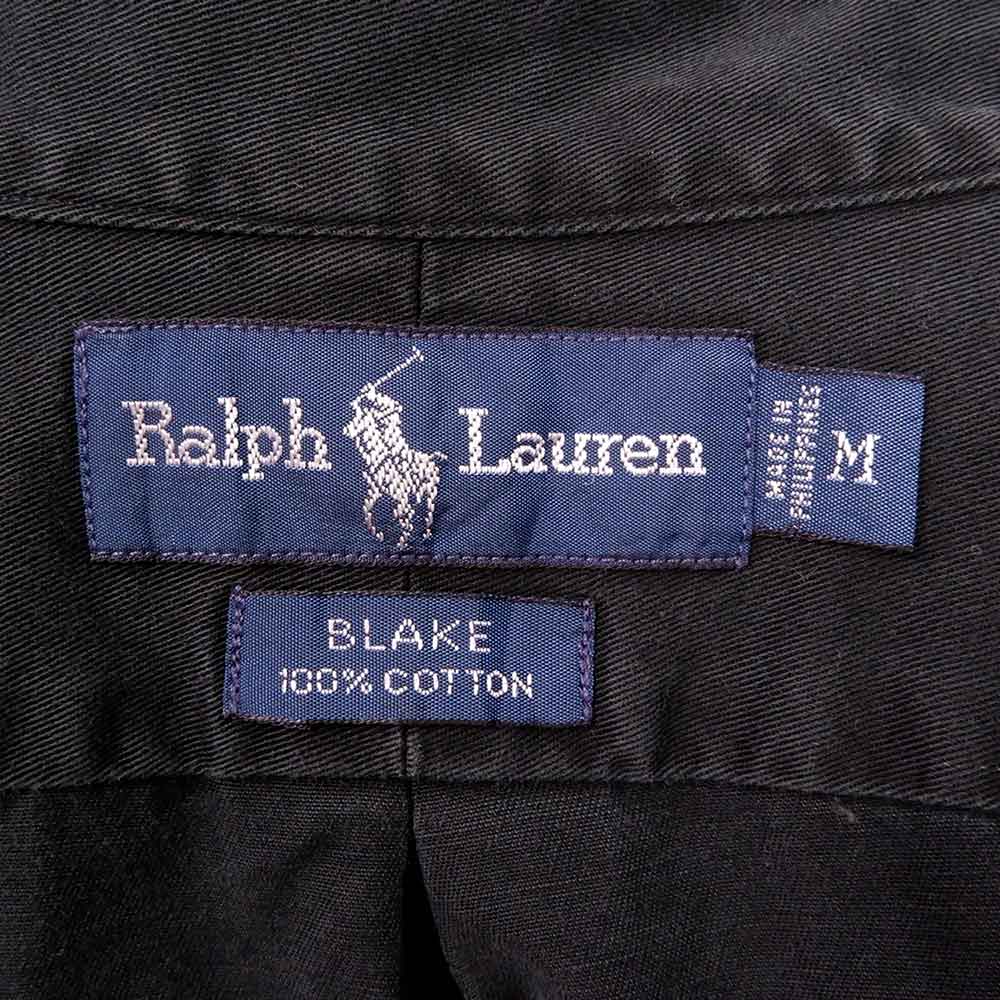 Ralph Lauren
MADE IN
PHILIPPINES
M
BLAKE
100% COTTON